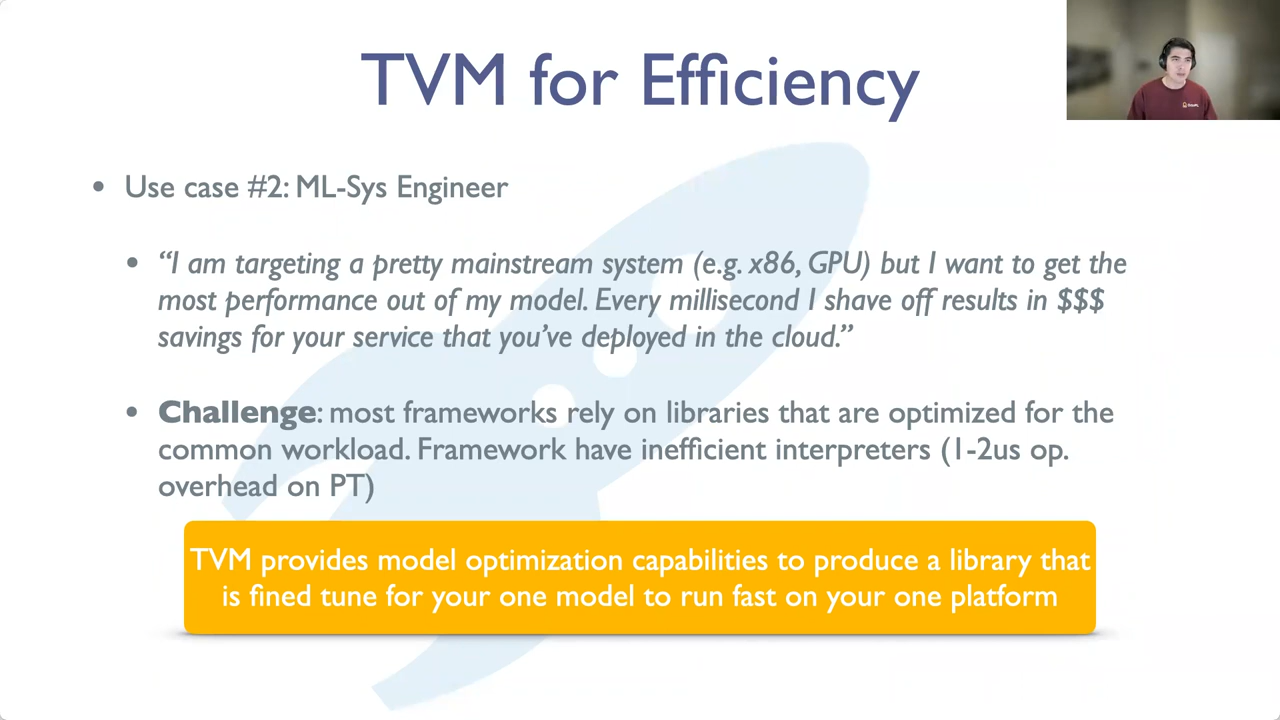 TVM for Efficiency
• Use case #2: ML-Sys Engineer
• “I am targeting a pretty mainstream system (e.g. x86, GPU) but I want to get the
most performance out of my model. Every millisecond I shave off results in $$$
savings for your service that you’ve deployed in the cloud.”
• Challenge: most frameworks rely on libraries that are optimized for the
common workload. Framework have inefficient interpreters (1-2us op.
overhead on PT)
TVM provides model optimization capabilities to produce a library that
is fined tune for your one model to run fast on your one platform